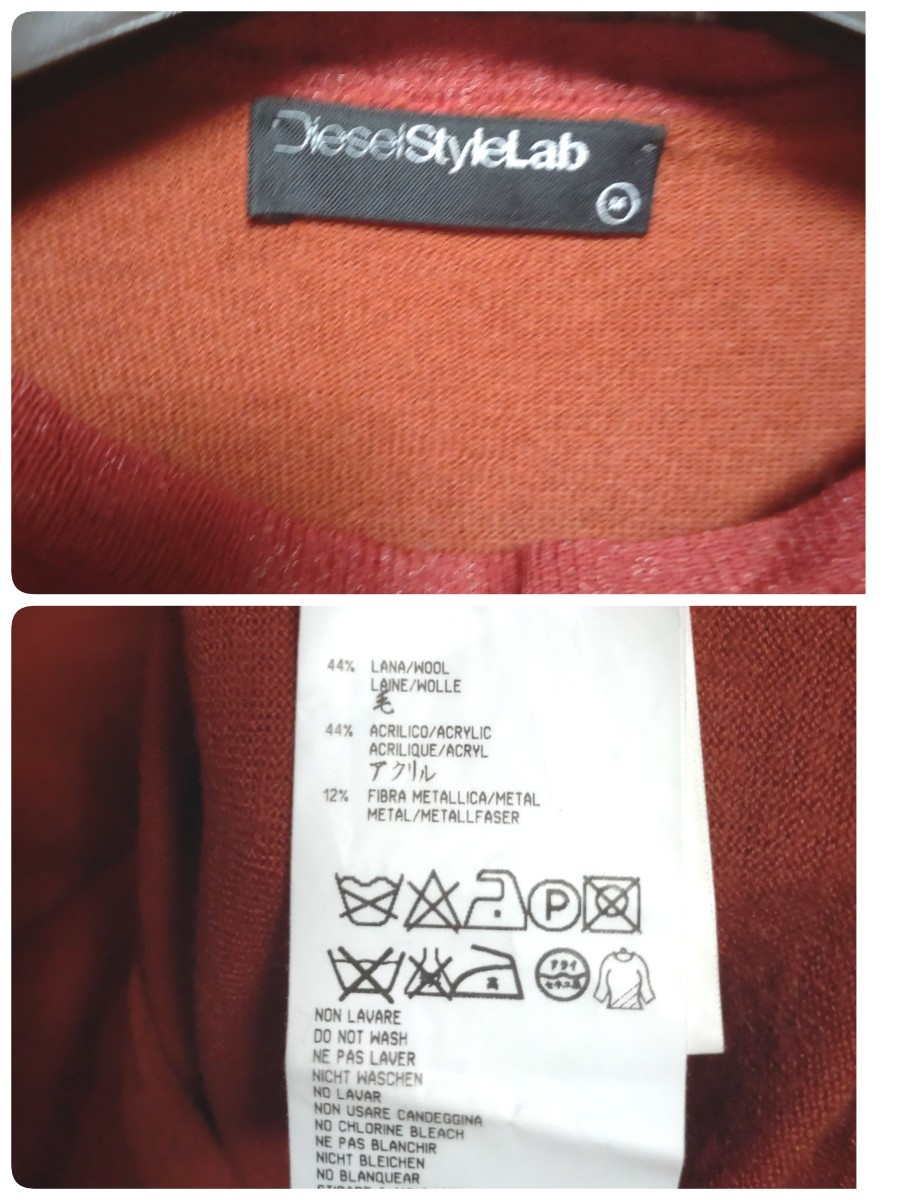 DieselStyleLab
44% LANA/WOOL
LAINE/WOLLE
毛
44% ACRILICO/ACRYLIC
ACRILIQUE/ACRYL
アクリル
12% FIBRA METALLICA/METAL
METAL/METALLFASER
P
ドライ
セキユ系
NON LAVARE
DO NOT WASH
NE PAS LAVER
NICHT WASCHEN
NO LAVAR
NON USARE CANDEGGINA
NO CHLORINE BLEACH
NE PAS BLANCHIR
NICHT BLEICHEN
NO BLANQUEAR